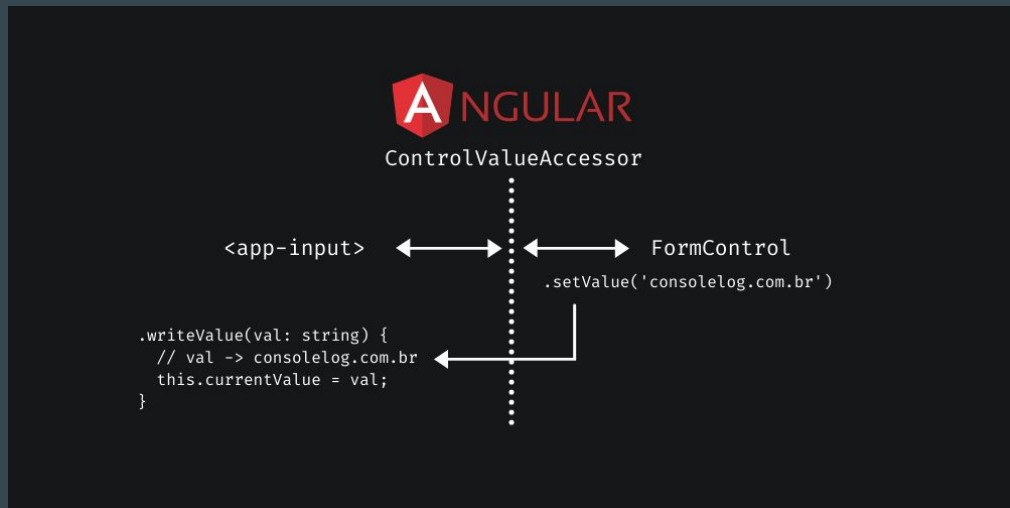 ANGULAR
ControlValueAccessor
<app-input>
FormControl
.setValue('consolelog.com.br')
.writeValue(val: string) {
  // val -> consolelog.com.br
  this.currentValue = val;
}